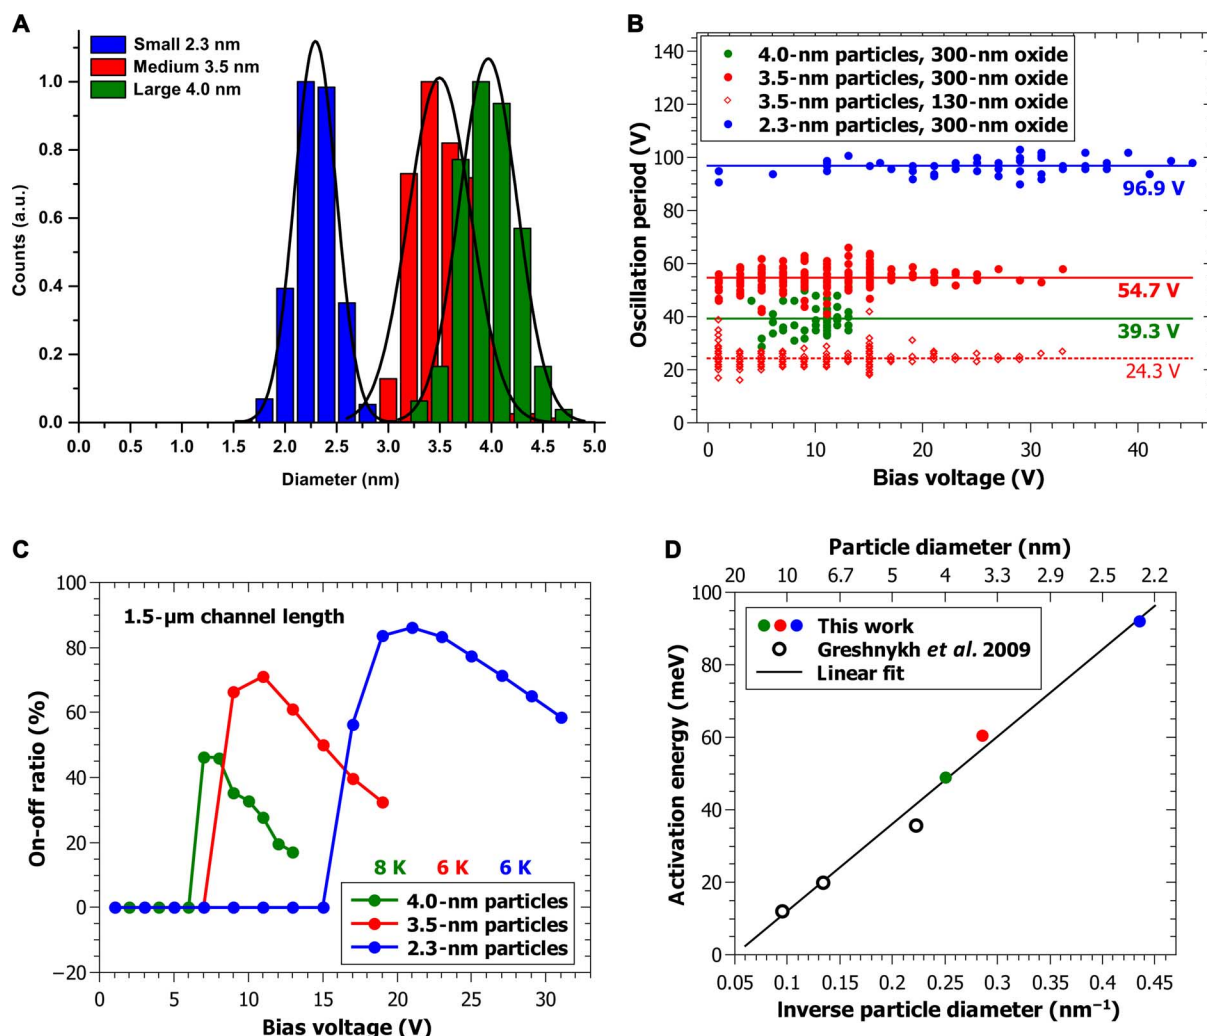 A
Small 2.3 nm
Medium 3.5 nm
Large 4.0 nm
Counts (a.u.)
1.0
0.8
0.6
0.4
0.2
0.0
0.0 0.5 1.0 1.5 2.0 2.5 3.0 3.5 4.0 4.5 5.0
Diameter (nm)
B
4.0-nm particles, 300-nm oxide
3.5-nm particles, 300-nm oxide
3.5-nm particles, 130-nm oxide
2.3-nm particles, 300-nm oxide
Oscillation period (V)
140
120
100
80
60
40
20
0
96.9 V
54.7 V
39.3 V
24.3 V
0 10 20 30 40
Bias voltage (V)
C
1.5-µm channel length
On-off ratio (%)
100
80
60
40
20
0
−20
8 K 6 K 6 K
4.0-nm particles
3.5-nm particles
2.3-nm particles
0 5 10 15 20 25 30
Bias voltage (V)
D
Particle diameter (nm)
20 10 6.7 5 4 3.3 2.9 2.5 2.2
This work
Greshnykh et al. 2009
Linear fit
Activation energy (meV)
100
80
60
40
20
0
0.05 0.1 0.15 0.2 0.25 0.3 0.35 0.4 0.45
Inverse particle diameter (nm⁻¹)